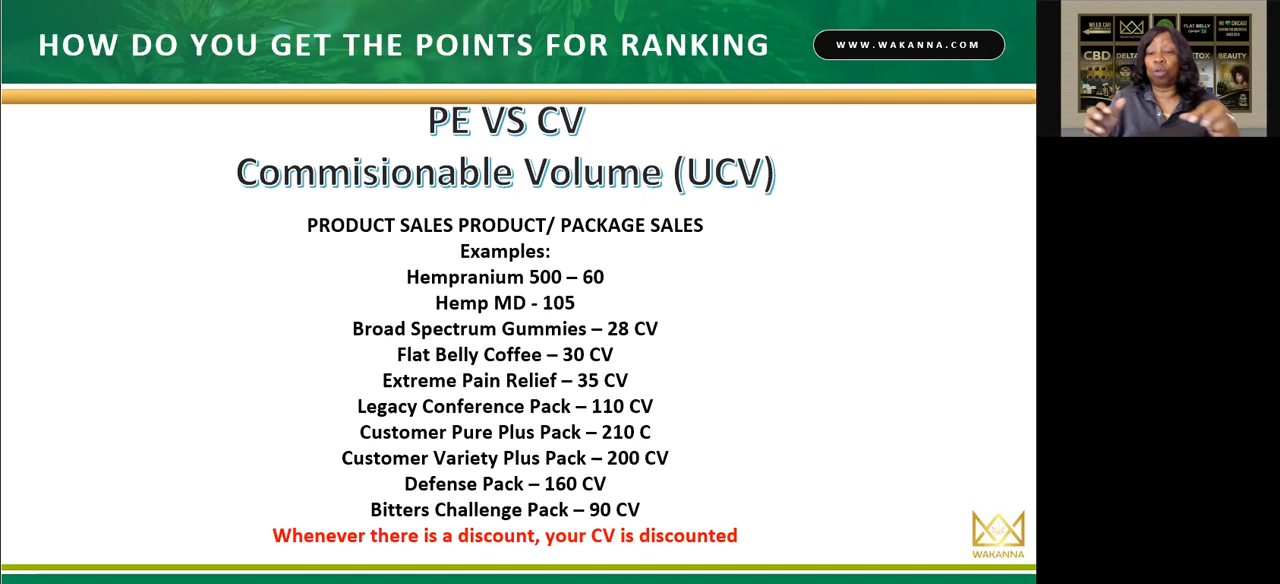 HOW DO YOU GET THE POINTS FOR RANKING
WWW.WAKANNA.COM
PE VS CV
Commisionable Volume (UCV)
PRODUCT SALES PRODUCT/ PACKAGE SALES
Examples:
Hempranium 500 – 60
Hemp MD - 105
Broad Spectrum Gummies – 28 CV
Flat Belly Coffee – 30 CV
Extreme Pain Relief – 35 CV
Legacy Conference Pack – 110 CV
Customer Pure Plus Pack – 210 C
Customer Variety Plus Pack – 200 CV
Defense Pack – 160 CV
Bitters Challenge Pack – 90 CV
Whenever there is a discount, your CV is discounted
WAKANNA
FLAT BELLY
CBD
BEAUTY